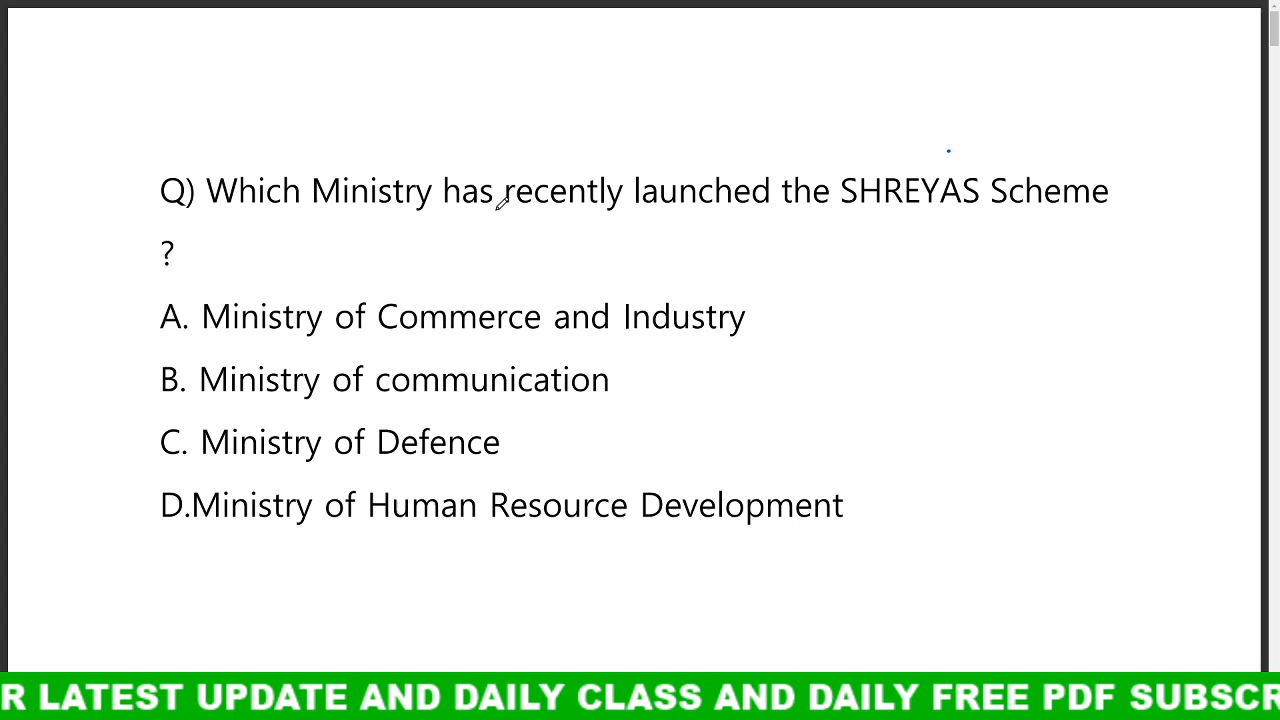 Q) Which Ministry has recently launched the SHREYAS Scheme
?
A. Ministry of Commerce and Industry
B. Ministry of communication
C. Ministry of Defence
D.Ministry of Human Resource Development
R LATEST UPDATE AND DAILY CLASS AND DAILY FREE PDF SUBSCR